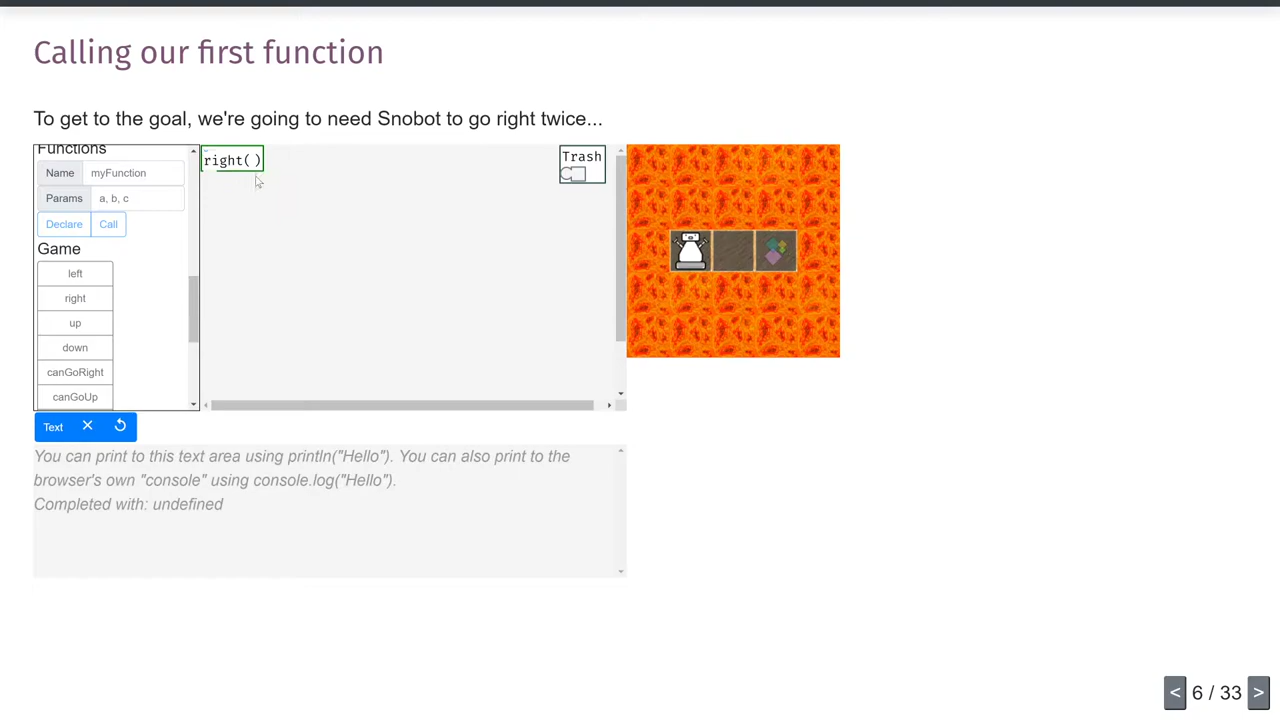 Calling our first function
To get to the goal, we're going to need Snobot to go right twice...
Functions
Name myFunction
Params a, b, c
Declare Call
Game
left
right
up
down
canGoRight
canGoUp
right()
Trash
Text
You can print to this text area using println("Hello"). You can also print to the
browser's own "console" using console.log("Hello").
Completed with: undefined
< 6 / 33 >